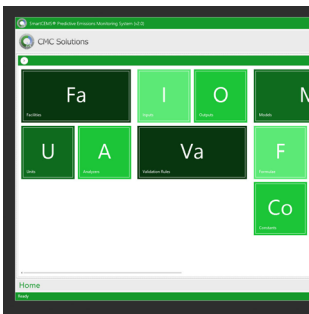 SmartCEMS® Predictive Emissions Monitoring System (v3.0)
CMC Solutions
Fa
Facilities
I
Inputs
O
Outputs
M
Models
U
Units
A
Analyzers
Va
Validation Rules
F
Formulas
Co
Constants
Home
Ready